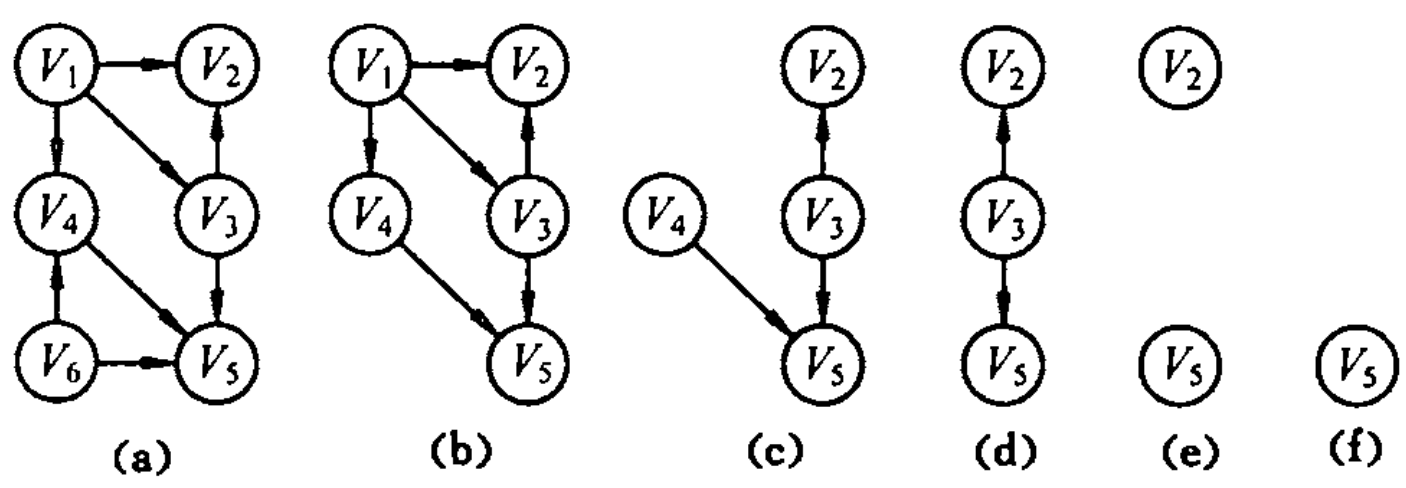 V1 V2 V1 V2 V2 V2 V2
V4 V3 V4 V3 V4 V3 V3
V6 V5 V5 V5 V5 V5 V5
(a) (b) (c) (d) (e) (f)